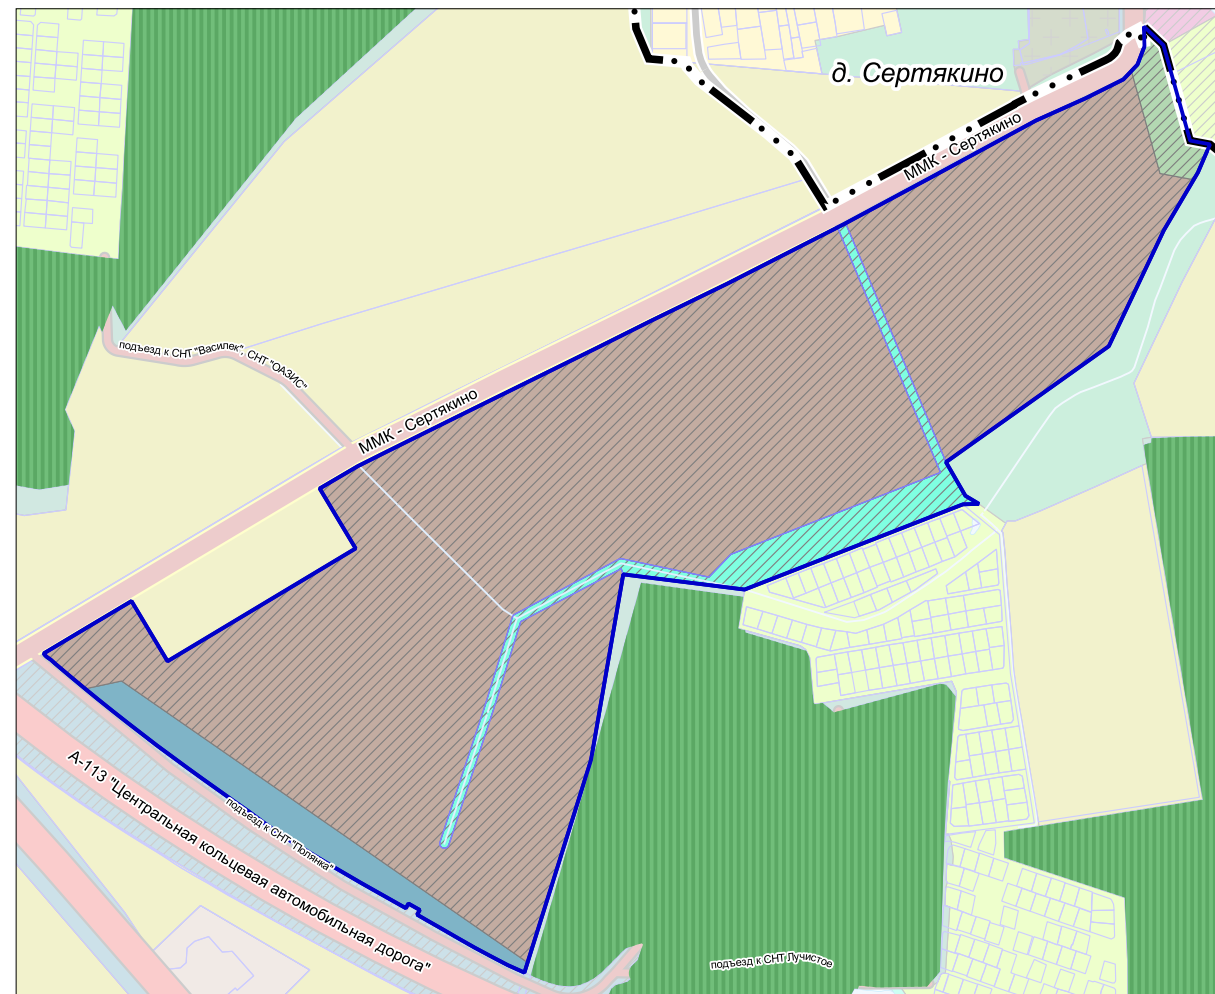 д. Сертякино
ММК - Сертякино
подъезд к СНТ "Василек", СНТ "ОАЗИС"
ММК - Сертякино
А-113 "Центральная кольцевая автомобильная дорога"
подъезд к СНТ "Полянка"
подъезд к СНТ Лучистое